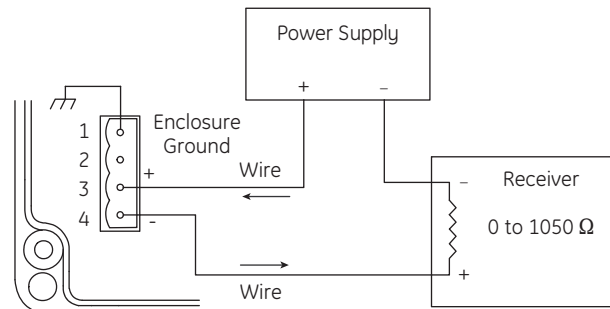 Power Supply
+ −
1
Enclosure
Ground
2
+
Wire
3
4
-
Wire
−
Receiver
0 to 1050 Ω
+